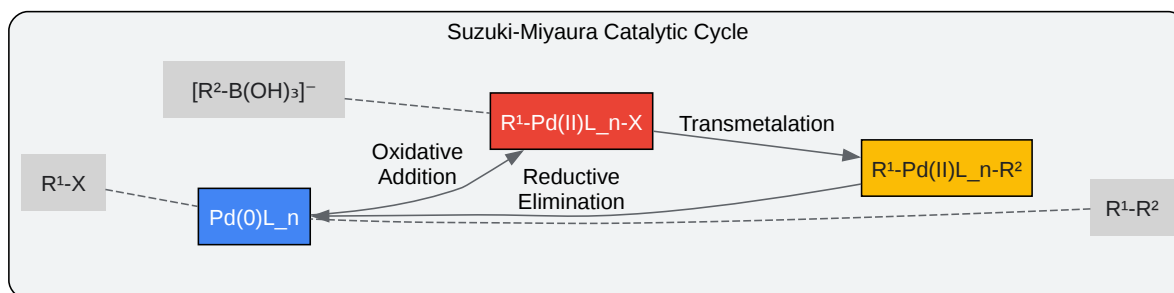 Suzuki-Miyaura Catalytic Cycle
[R²-B(OH)₃]⁻
R¹-Pd(II)L_n-X
Transmetalation
Oxidative
Addition
Reductive
Elimination
R¹-Pd(II)L_n-R²
R¹-X
Pd(0)L_n
R¹-R²